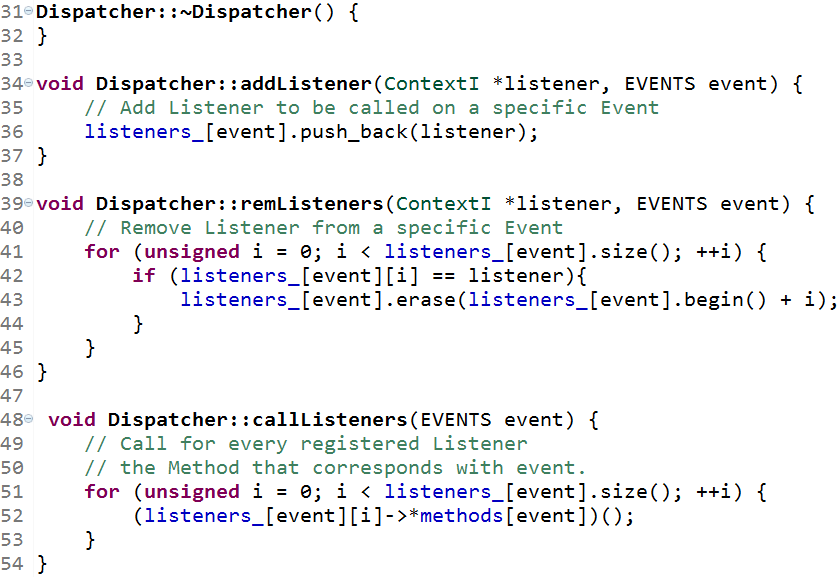 31 Dispatcher::~Dispatcher() {
32 }
33
34 void Dispatcher::addListener(ContextI *listener, EVENTS event) {
35     // Add Listener to be called on a specific Event
36     listeners_[event].push_back(listener);
37 }
38
39 void Dispatcher::remListeners(ContextI *listener, EVENTS event) {
40     // Remove Listener from a specific Event
41     for (unsigned i = 0; i < listeners_[event].size(); ++i) {
42         if (listeners_[event][i] == listener){
43             listeners_[event].erase(listeners_[event].begin() + i);
44         }
45     }
46 }
47
48  void Dispatcher::callListeners(EVENTS event) {
49     // Call for every registered Listener
50     // the Method that corresponds with event.
51     for (unsigned i = 0; i < listeners_[event].size(); ++i) {
52         (listeners_[event][i]->*methods[event])();
53     }
54 }